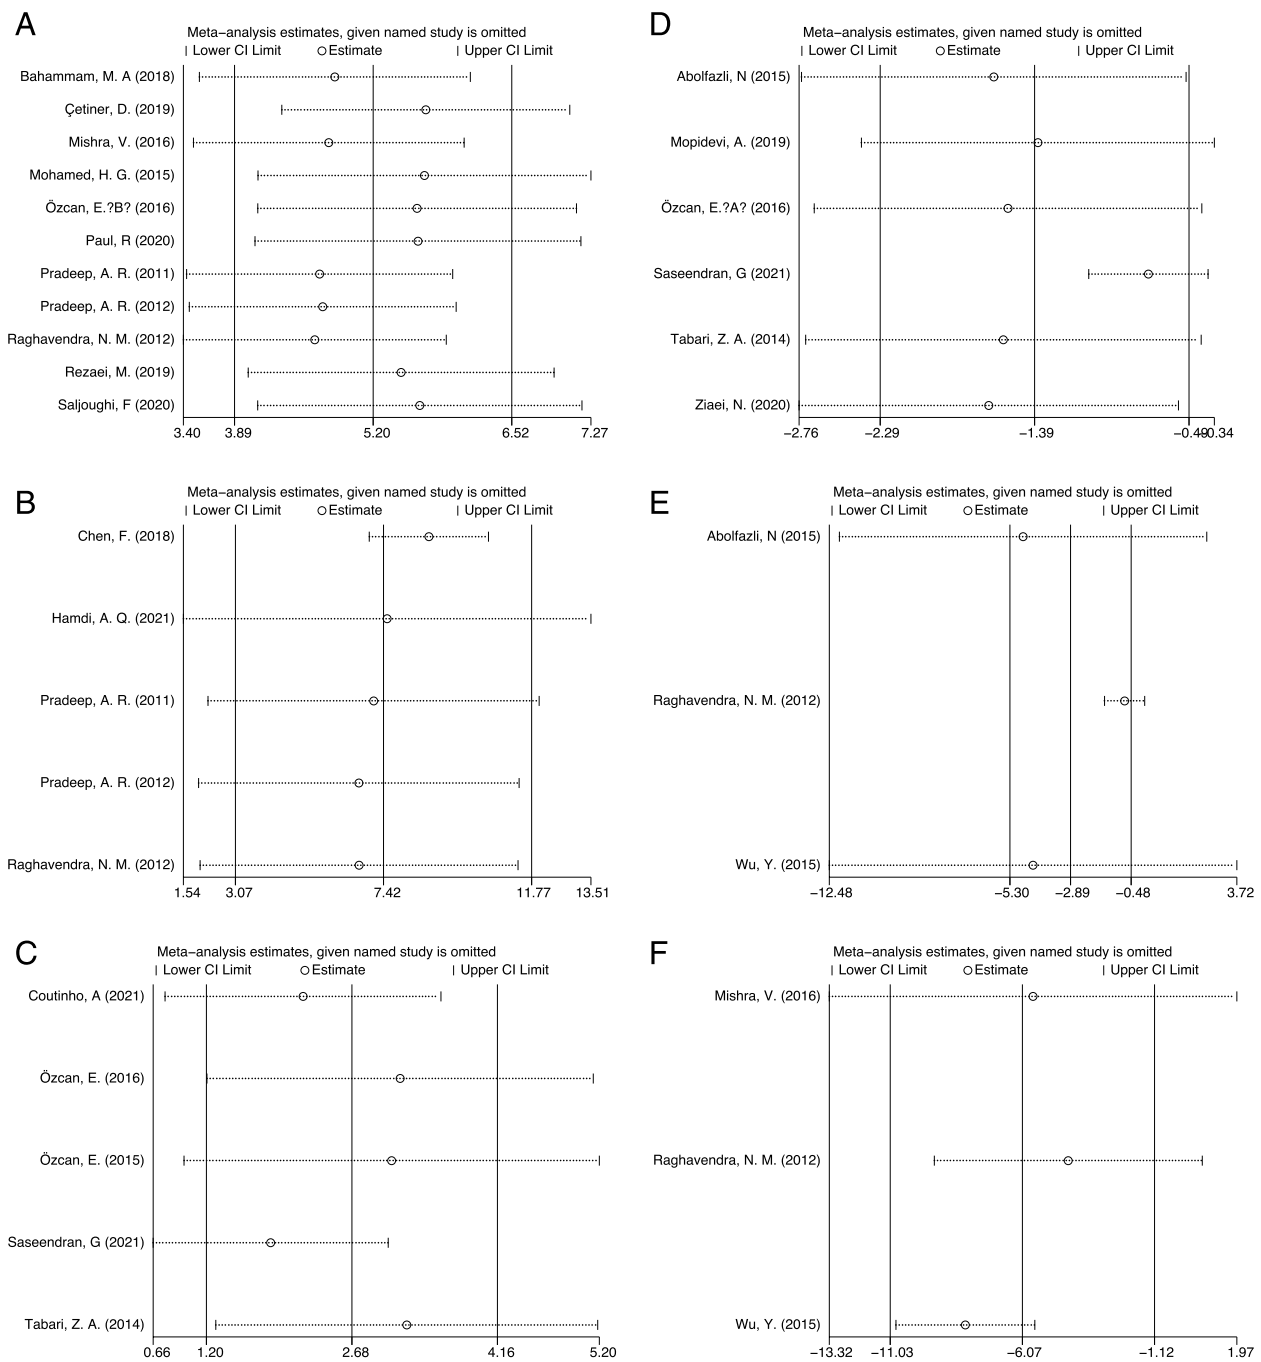 A
Meta−analysis estimates, given named study is omitted
| Lower CI Limit ○Estimate | Upper CI Limit
Bahammam, M. A (2018)
Çetiner, D. (2019)
Mishra, V. (2016)
Mohamed, H. G. (2015)
Özcan, E.?B? (2016)
Paul, R (2020)
Pradeep, A. R. (2011)
Pradeep, A. R. (2012)
Raghavendra, N. M. (2012)
Rezaei, M. (2019)
Saljoughi, F (2020)
3.40 3.89 5.20 6.52 7.27
B
Meta−analysis estimates, given named study is omitted
| Lower CI Limit ○Estimate | Upper CI Limit
Chen, F. (2018)
Hamdi, A. Q. (2021)
Pradeep, A. R. (2011)
Pradeep, A. R. (2012)
Raghavendra, N. M. (2012)
1.54 3.07 7.42 11.77 13.51
C
Meta−analysis estimates, given named study is omitted
| Lower CI Limit ○Estimate | Upper CI Limit
Coutinho, A (2021)
Özcan, E. (2016)
Özcan, E. (2015)
Saseendran, G (2021)
Tabari, Z. A. (2014)
0.66 1.20 2.68 4.16 5.20
D
Meta−analysis estimates, given named study is omitted
| Lower CI Limit ○Estimate | Upper CI Limit
Abolfazli, N (2015)
Mopidevi, A. (2019)
Özcan, E.?A? (2016)
Saseendran, G (2021)
Tabari, Z. A. (2014)
Ziaei, N. (2020)
−2.76 −2.29 −1.39 −0.49 −0.34
E
Meta−analysis estimates, given named study is omitted
| Lower CI Limit ○Estimate | Upper CI Limit
Abolfazli, N (2015)
Raghavendra, N. M. (2012)
Wu, Y. (2015)
−12.48 −5.30 −2.89 −0.48 3.72
F
Meta−analysis estimates, given named study is omitted
| Lower CI Limit ○Estimate | Upper CI Limit
Mishra, V. (2016)
Raghavendra, N. M. (2012)
Wu, Y. (2015)
−13.32 −11.03 −6.07 −1.12 1.97